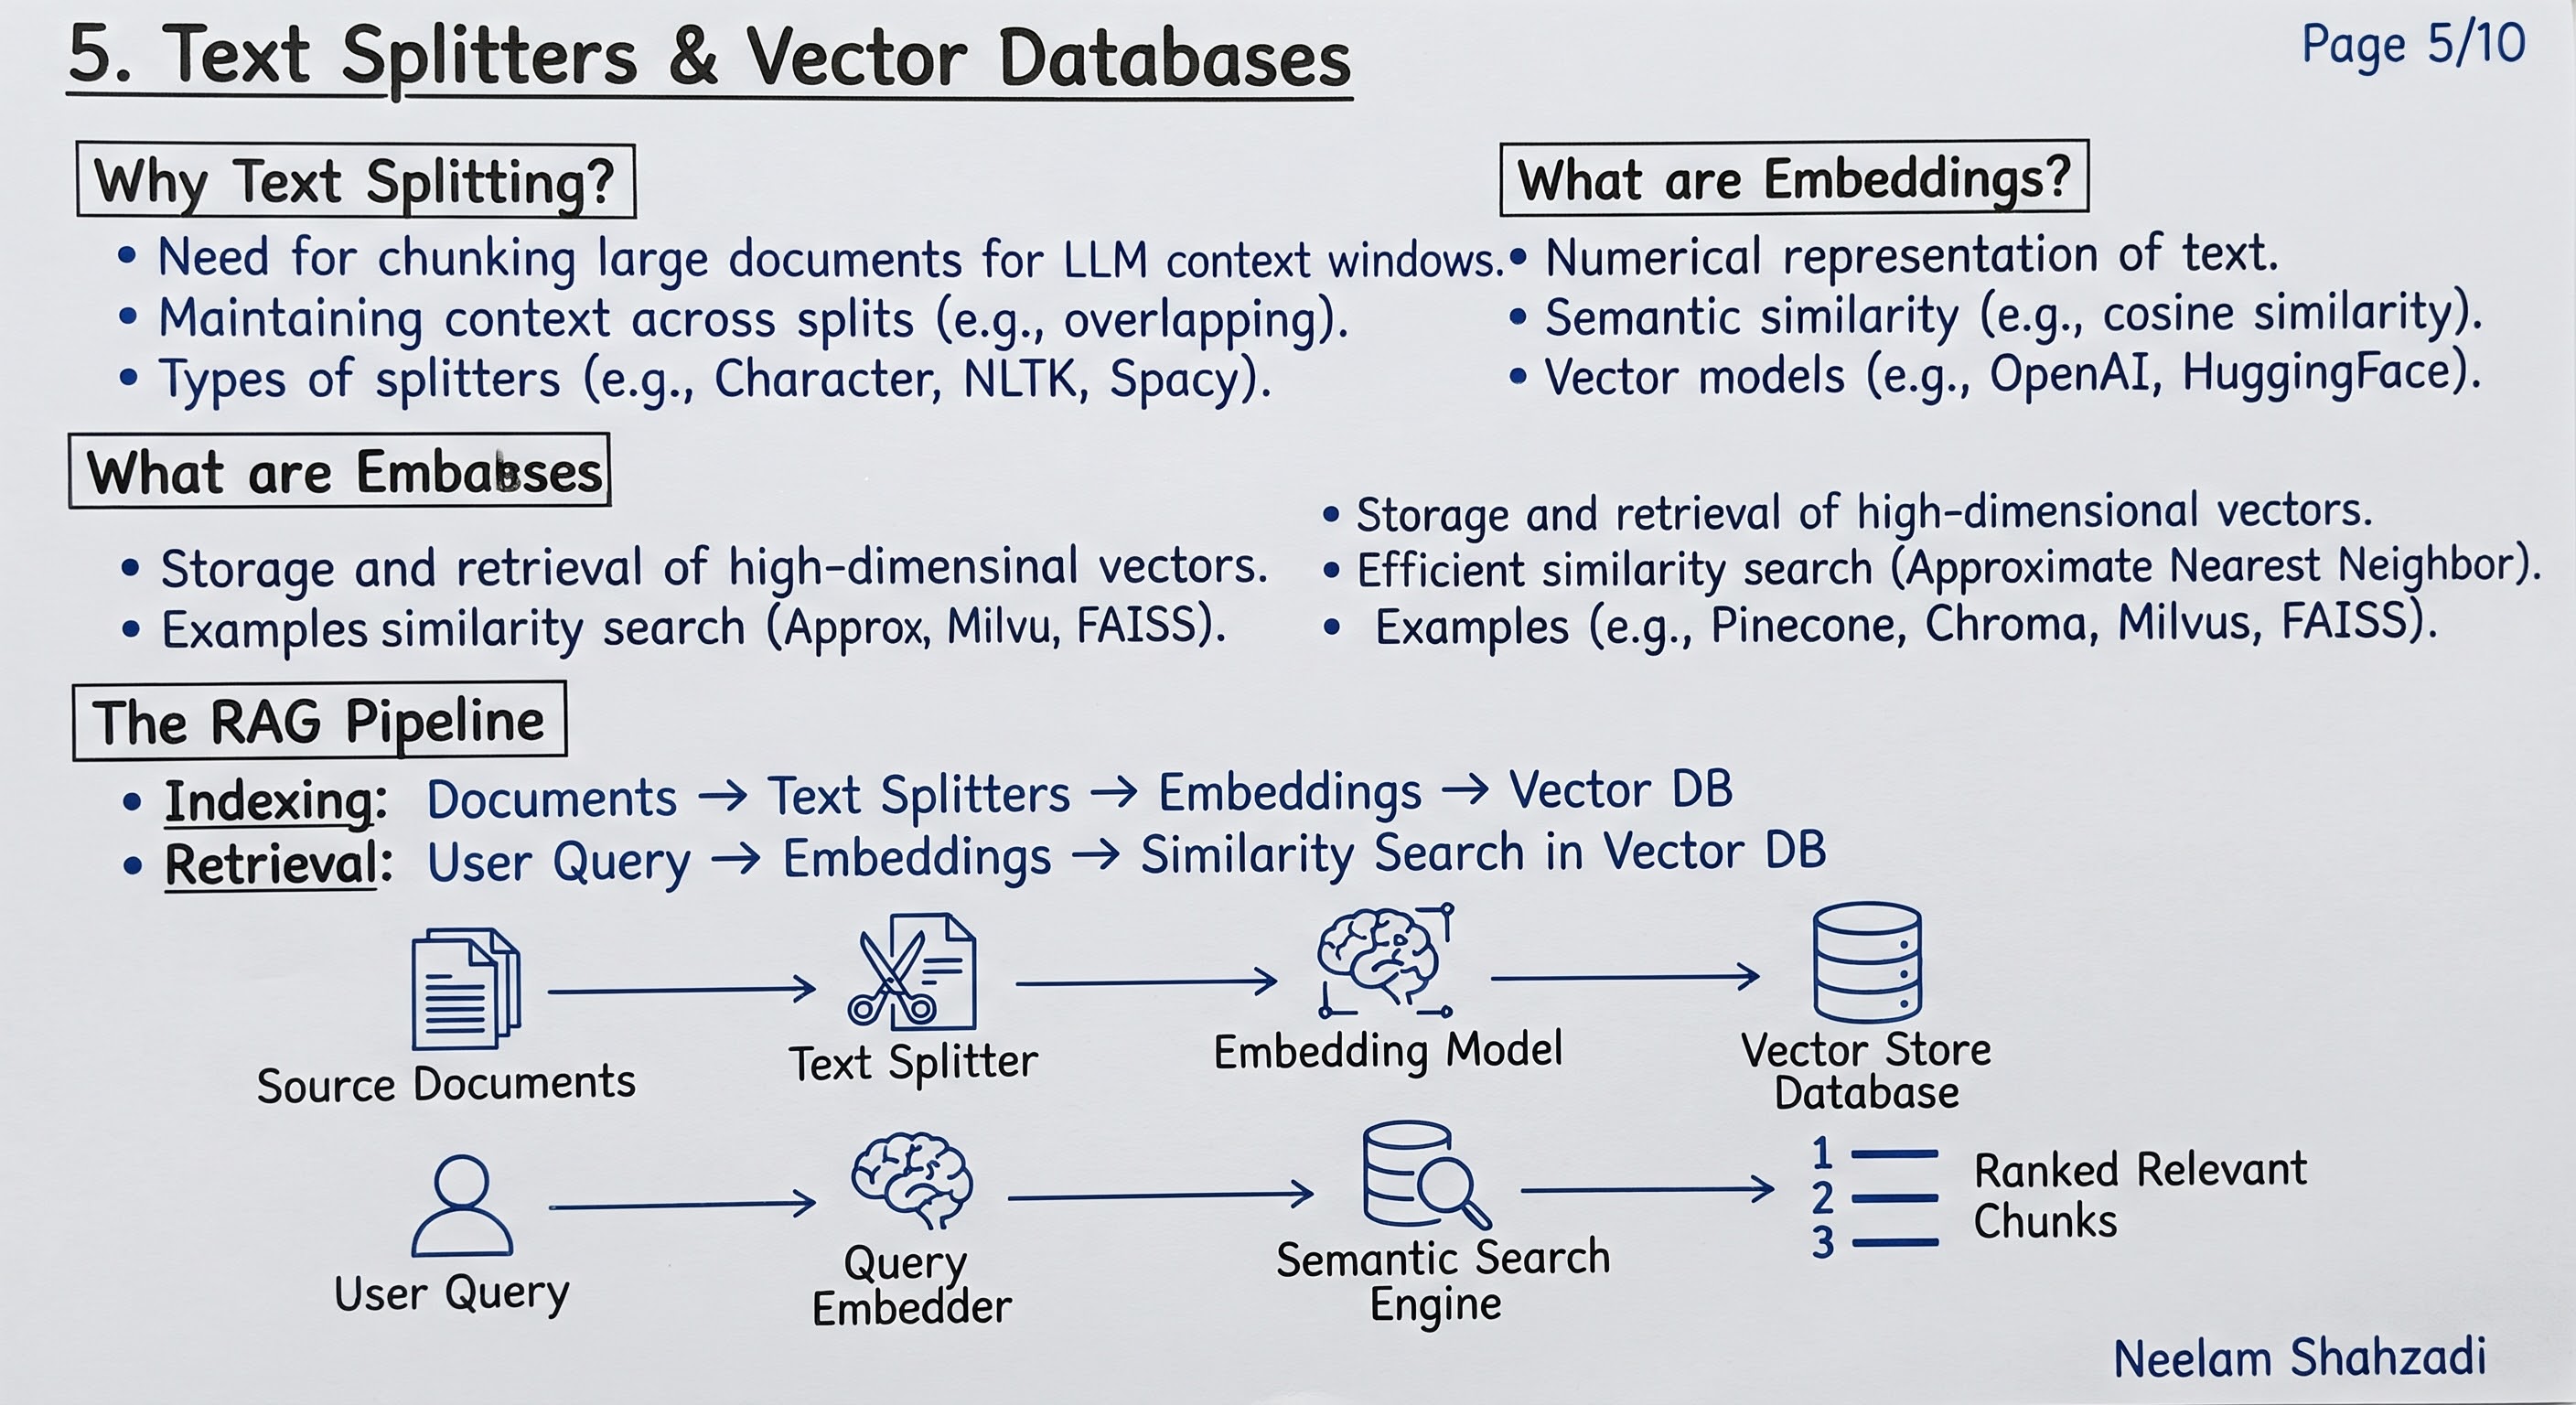 5. Text Splitters & Vector Databases
Page 5/10
Why Text Splitting?
• Need for chunking large documents for LLM context windows.
• Maintaining context across splits (e.g., overlapping).
• Types of splitters (e.g., Character, NLTK, Spacy).
What are Embeddings?
• Numerical representation of text.
• Semantic similarity (e.g., cosine similarity).
• Vector models (e.g., OpenAI, HuggingFace).
What are
• Storage and retrieval of high-dimensinal vectors.
• Examples similarity search (Approx, Milvu, FAISS).
• Storage and retrieval of high-dimensional vectors.
• Efficient similarity search (Approximate Nearest Neighbor).
• Examples (e.g., Pinecone, Chroma, Milvus, FAISS).
The RAG Pipeline
• Indexing: Documents → Text Splitters → Embeddings → Vector DB
• Retrieval: User Query → Embeddings → Similarity Search in Vector DB
Source Documents
Text Splitter
Embedding Model
Vector Store
Database
User Query
Query
Embedder
Semantic Search
Engine
1
2
3
Ranked Relevant
Chunks
Neelam Shahzadi